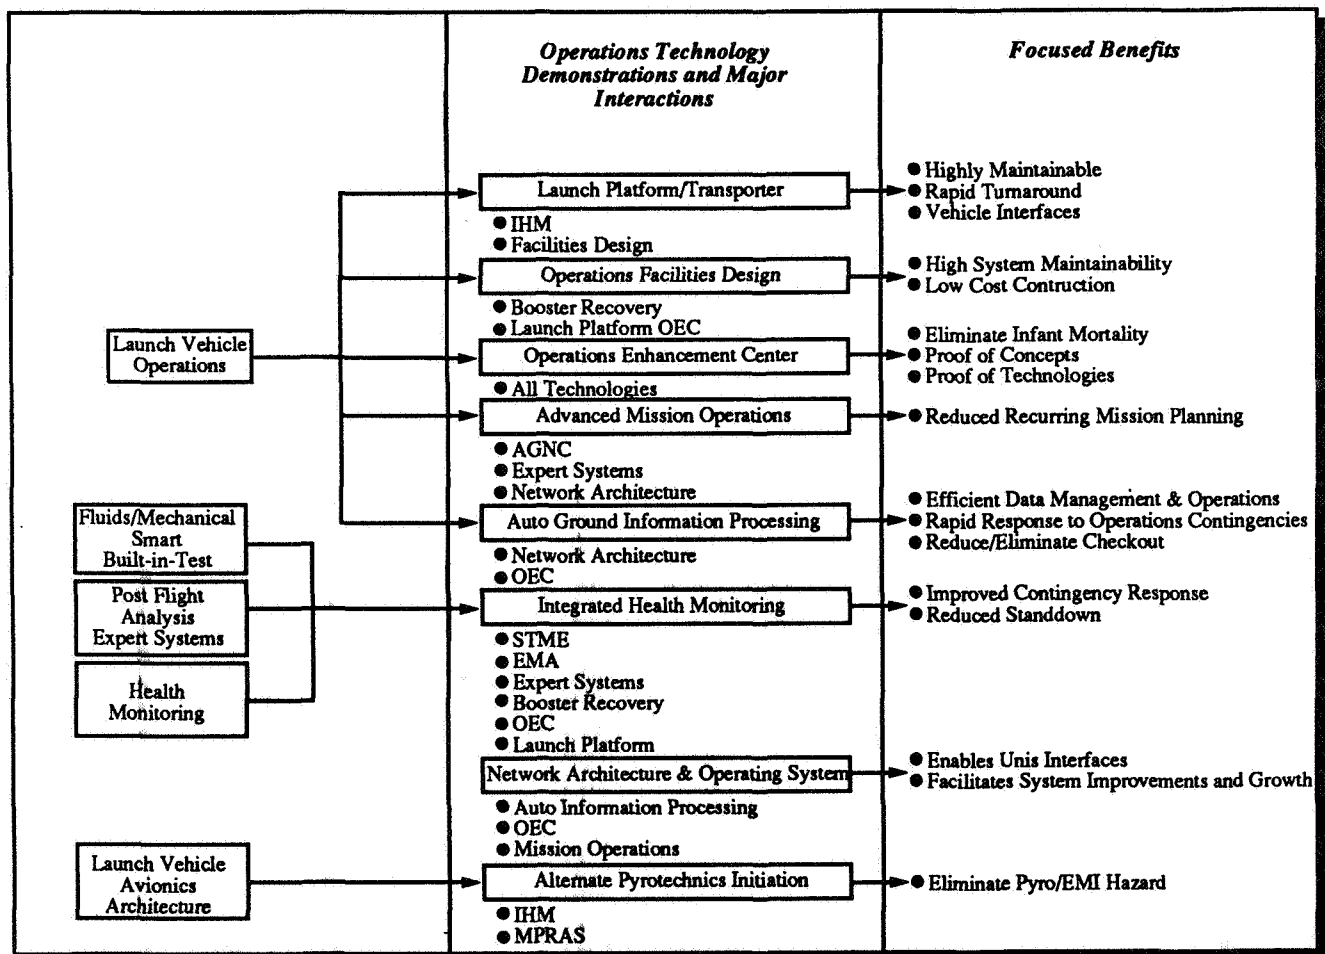 Operations Technology
Demonstrations and Major
Interactions
Focused Benefits
Launch Vehicle
Operations
Fluids/Mechanical
Smart
Built-in-Test
Post Flight
Analysis
Expert Systems
Health
Monitoring
Launch Vehicle
Avionics
Architecture
Launch Platform/Transporter
● IHM
● Facilities Design
Operations Facilities Design
● Booster Recovery
● Launch Platform OEC
Operations Enhancement Center
● All Technologies
Advanced Mission Operations
● AGNC
● Expert Systems
● Network Architecture
Auto Ground Information Processing
● Network Architecture
● OEC
Integrated Health Monitoring
● STME
● EMA
● Expert Systems
● Booster Recovery
● OEC
● Launch Platform
Network Architecture & Operating System
● Auto Information Processing
● OEC
● Mission Operations
Alternate Pyrotechnics Initiation
● IHM
● MPRAS
● Highly Maintainable
● Rapid Turnaround
● Vehicle Interfaces
● High System Maintainability
● Low Cost Contruction
● Eliminate Infant Mortality
● Proof of Concepts
● Proof of Technologies
● Reduced Recurring Mission Planning
● Efficient Data Management & Operations
● Rapid Response to Operations Contingencies
● Reduce/Eliminate Checkout
● Improved Contingency Response
● Reduced Standdown
● Enables Unis Interfaces
● Facilitates System Improvements and Growth
● Eliminate Pyro/EMI Hazard